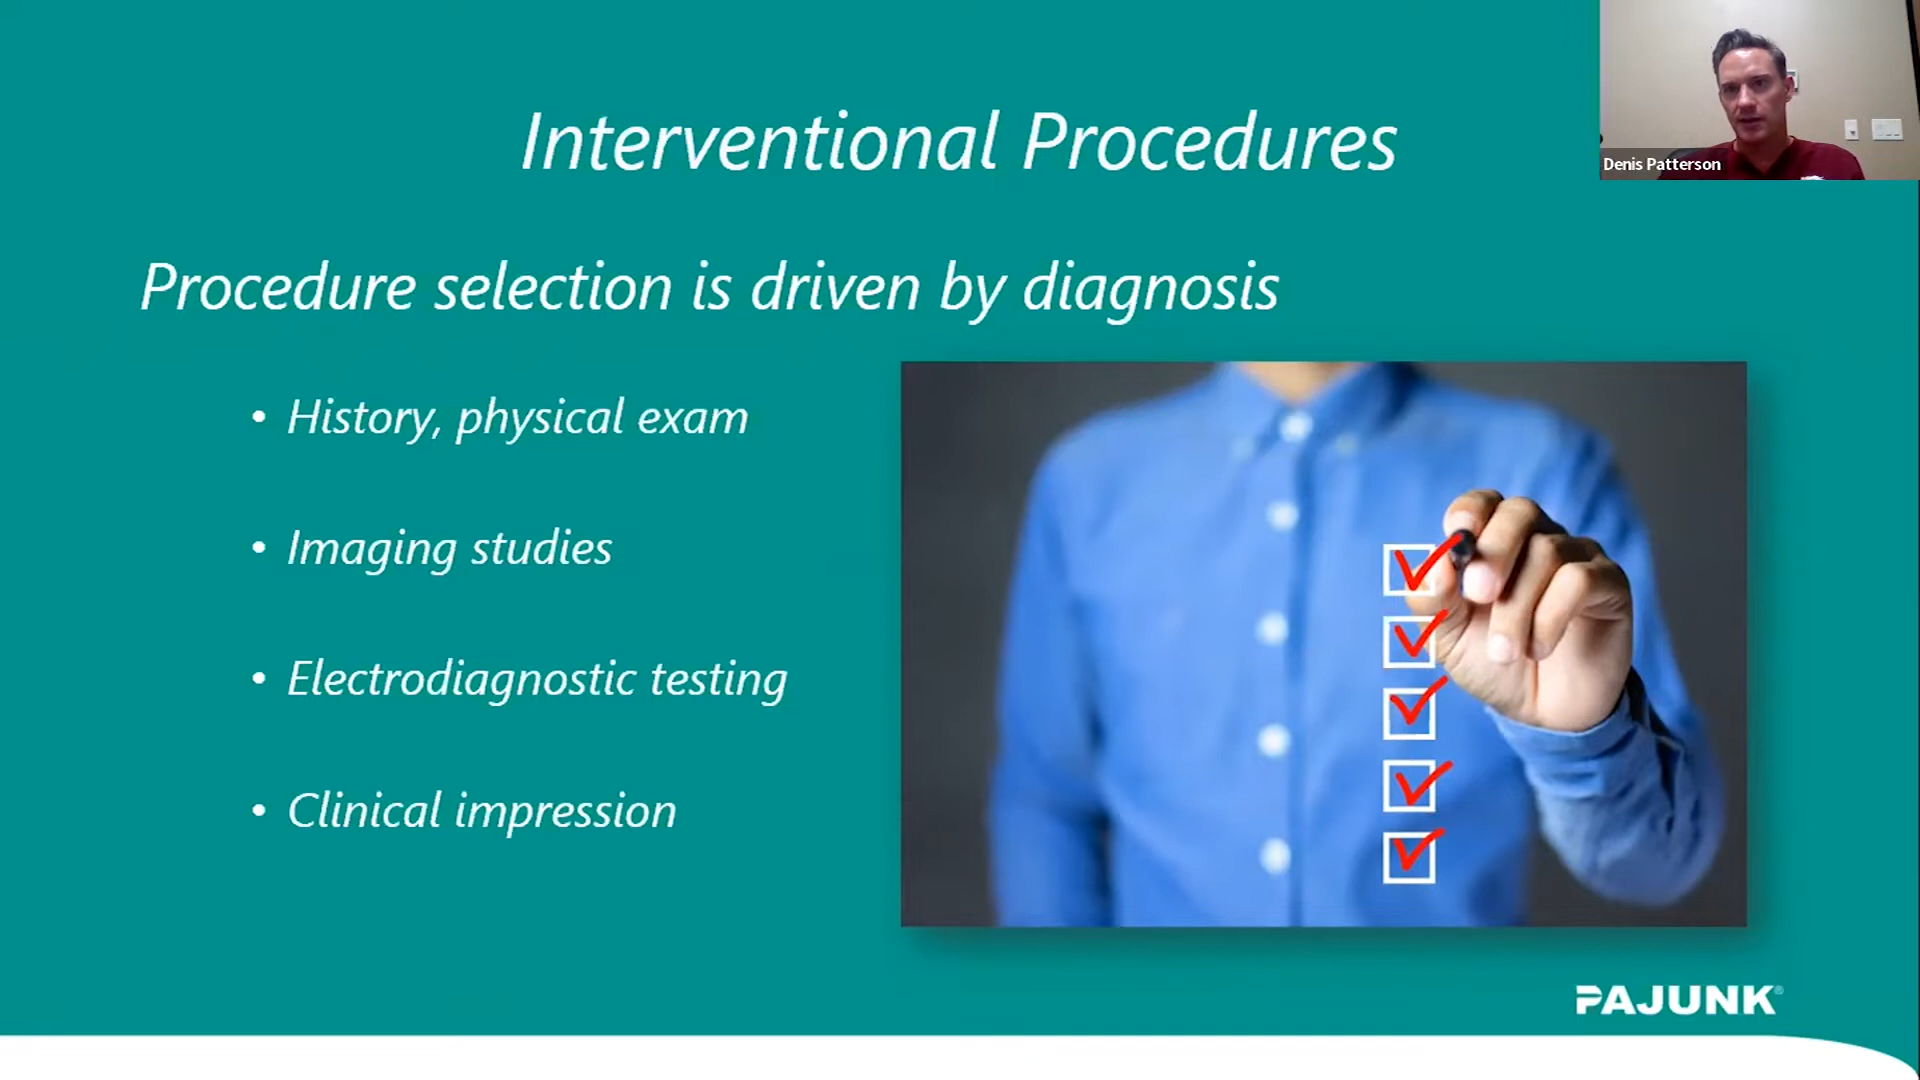 Interventional Procedures
Denis Patterson
Procedure selection is driven by diagnosis
• History, physical exam
• Imaging studies
• Electrodiagnostic testing
• Clinical impression
PAJUNK®